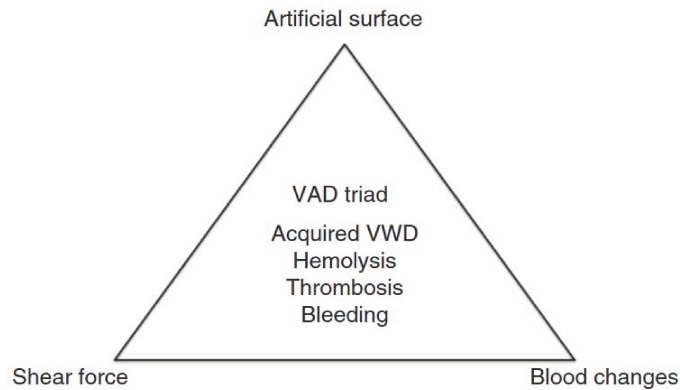 Artificial surface
VAD triad
Acquired VWD
Hemolysis
Thrombosis
Bleeding
Shear force
Blood changes